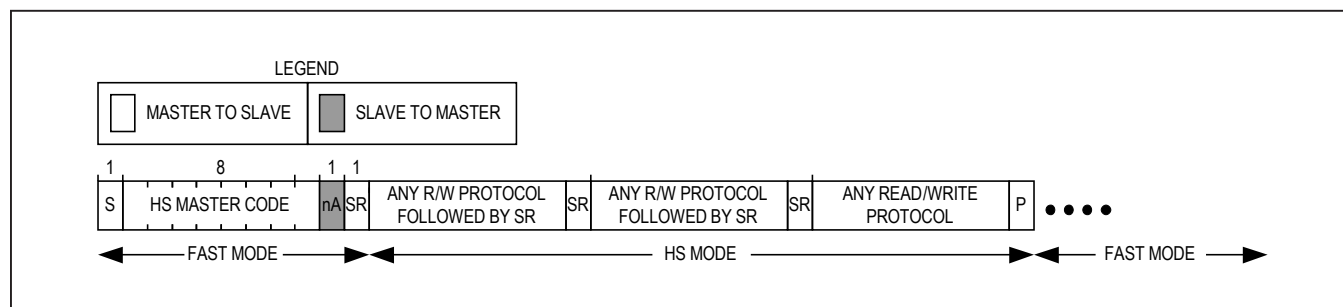 LEGEND
MASTER TO SLAVE SLAVE TO MASTER
1 8 1 1
S HS MASTER CODE nA SR ANY R/W PROTOCOL FOLLOWED BY SR SR ANY R/W PROTOCOL FOLLOWED BY SR SR ANY READ/WRITE PROTOCOL P
FAST MODE HS MODE FAST MODE